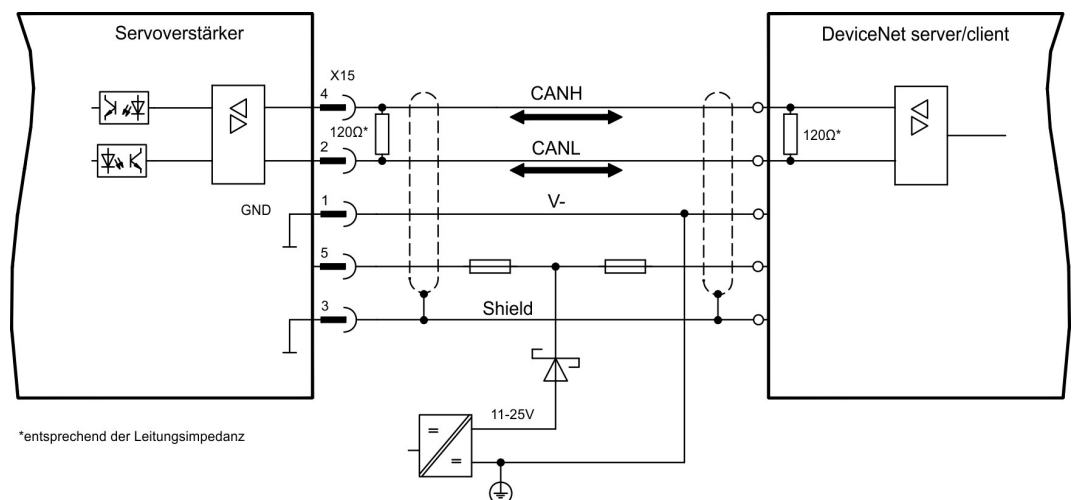 Servoverstärker
DeviceNet server/client
X15
4
CANH
120Ω*
120Ω*
2
CANL
GND
1
V-
5
3
Shield
11-25V
=
=
*entsprechend der Leitungsimpedanz